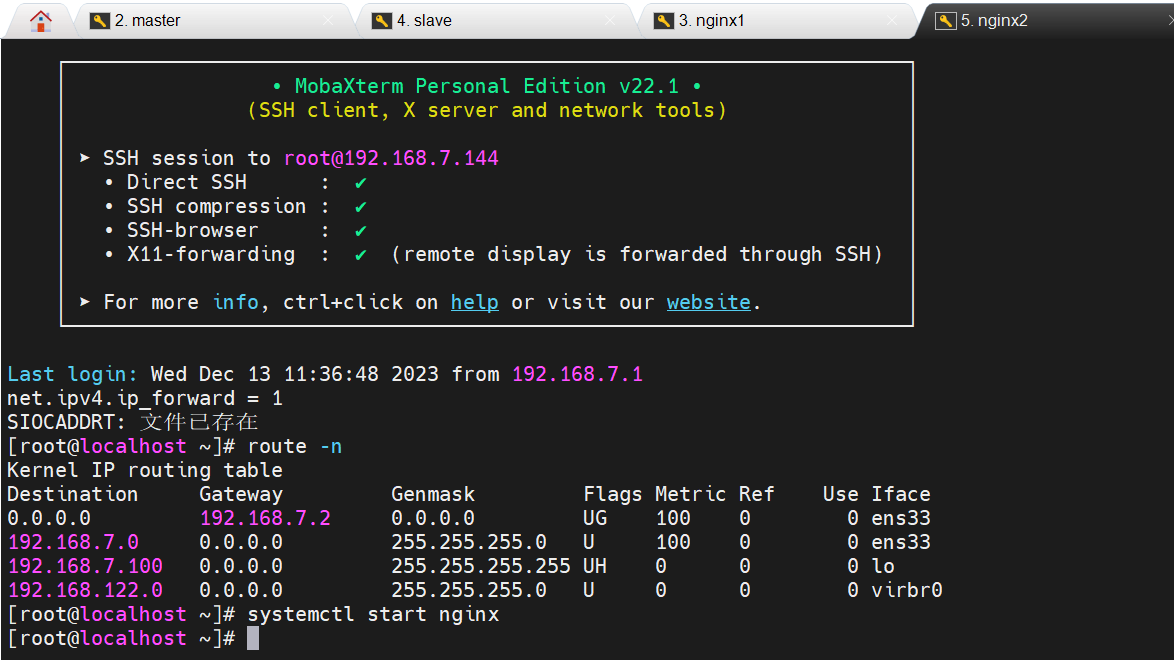 2. master
4. slave
3. nginx1
5. nginx2
• MobaXterm Personal Edition v22.1 •
(SSH client, X server and network tools)
➤ SSH session to root@192.168.7.144
• Direct SSH      :  ✔
• SSH compression :  ✔
• SSH-browser     :  ✔
• X11-forwarding  :  ✔  (remote display is forwarded through SSH)
➤ For more info, ctrl+click on help or visit our website.
Last login: Wed Dec 13 11:36:48 2023 from 192.168.7.1
net.ipv4.ip_forward = 1
SIOCADDRT: 文件已存在
[root@localhost ~]# route -n
Kernel IP routing table
Destination     Gateway         Genmask         Flags Metric Ref    Use Iface
0.0.0.0         192.168.7.2     0.0.0.0         UG    100    0        0 ens33
192.168.7.0     0.0.0.0         255.255.255.0   U     100    0        0 ens33
192.168.7.100   0.0.0.0         255.255.255.255 UH    0      0        0 lo
192.168.122.0   0.0.0.0         255.255.255.0   U     0      0        0 virbr0
[root@localhost ~]# systemctl start nginx
[root@localhost ~]#